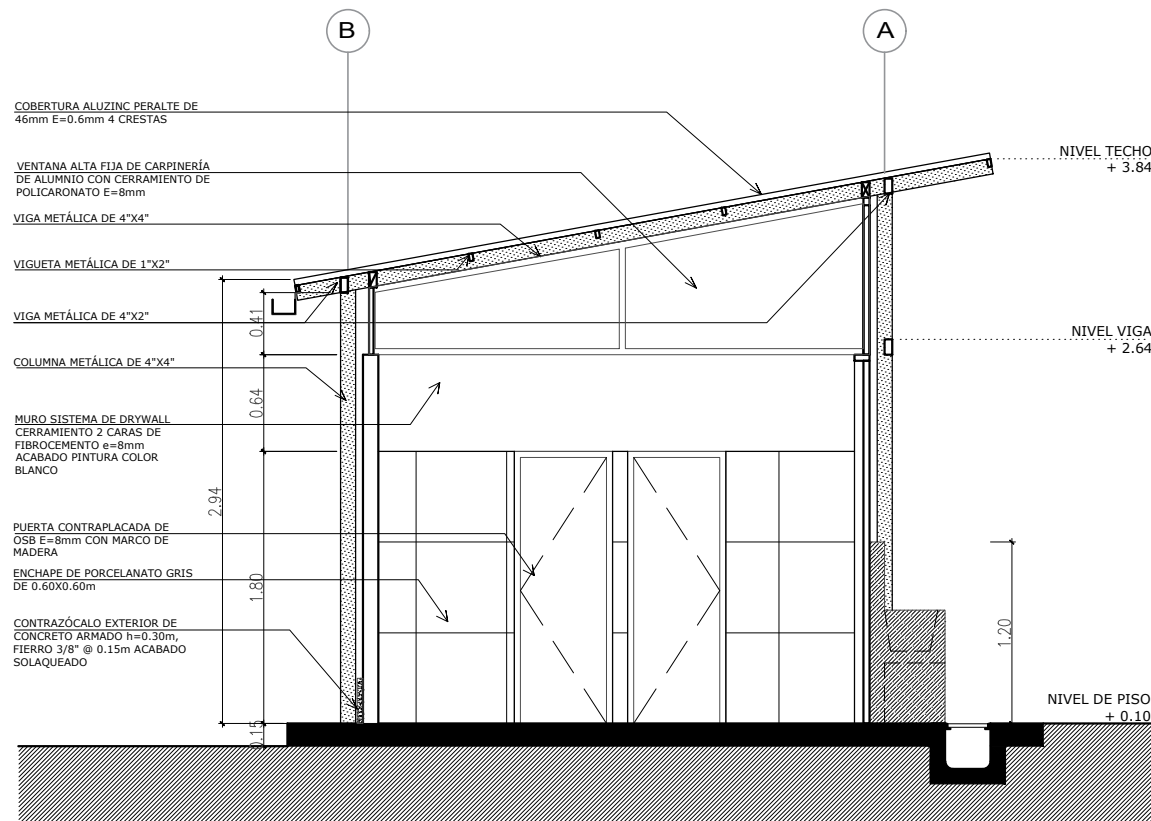 B
A
COBERTURA ALUZINC PERALTE DE
46mm E=0.6mm 4 CRESTAS
VENTANA ALTA FIJA DE CARPINERÍA
DE ALUMNIO CON CERRAMIENTO DE
POLICARONATO E=8mm
VIGA METÁLICA DE 4"X4"
VIGUETA METÁLICA DE 1"X2"
VIGA METÁLICA DE 4"X2"
COLUMNA METÁLICA DE 4"X4"
MURO SISTEMA DE DRYWALL
CERRAMIENTO 2 CARAS DE
FIBROCEMENTO e=8mm
ACABADO PINTURA COLOR
BLANCO
PUERTA CONTRAPLACADA DE
OSB E=8mm CON MARCO DE
MADERA
ENCHAPE DE PORCELANATO GRIS
DE 0.60X0.60m
CONTRAZÓCALO EXTERIOR DE
CONCRETO ARMADO h=0.30m,
FIERRO 3/8" @ 0.15m ACABADO
SOLAQUEADO
2.94
0.41
0.64
1.80
0.15
1.20
NIVEL TECHO
+ 3.84
NIVEL VIGA
+ 2.64
NIVEL DE PISO
+ 0.10